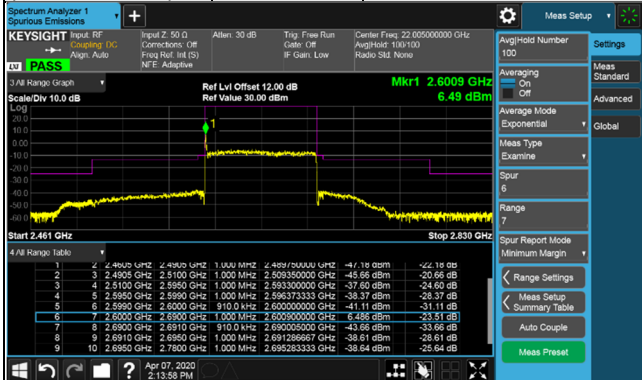 Spectrum Analyzer 1
Spurious Emissions
Meas Setup
KEYSIGHT Input: RF Input Z: 50 Ω Atten: 30 dB Trig: Free Run Center Freq: 22.005000000 GHz
Coupling: DC Corrections: Off Gate: Off Avg|Hold: 100/100
Align: Auto Freq Ref: Int (S) IF Gain: Low Radio Std: None
NFE: Adaptive
LXI PASS
3 All Range Graph
Ref Lvl Offset 12.00 dB
Mkr1 2.6009 GHz
Scale/Div 10.0 dB
Ref Value 30.00 dBm
6.49 dBm
Log
20.0
10.0
0.00
-10.0
-20.0
-30.0
-40.0
-50.0
-60.0
1
Start 2.461 GHz
Stop 2.830 GHz
4 All Range Table
1 2 2.4605 GHz 2.4905 GHz 1.000 MHz 2.489750000 GHz -47.18 dBm -22.18 dB
2 3 2.4905 GHz 2.5100 GHz 1.000 MHz 2.509350000 GHz -45.66 dBm -20.66 dB
3 4 2.5100 GHz 2.5950 GHz 1.000 MHz 2.593300000 GHz -37.60 dBm -24.60 dB
4 5 2.5950 GHz 2.5990 GHz 1.000 MHz 2.596373333 GHz -38.37 dBm -28.37 dB
5 6 2.5990 GHz 2.6000 GHz 910.0 kHz 2.600000000 GHz -41.11 dBm -31.11 dB
6 7 2.6000 GHz 2.6900 GHz 1.000 MHz 2.600900000 GHz 6.486 dBm -23.51 dB
7 8 2.6900 GHz 2.6910 GHz 910.0 kHz 2.690005000 GHz -43.66 dBm -33.66 dB
8 9 2.6910 GHz 2.6950 GHz 1.000 MHz 2.691286667 GHz -38.61 dBm -28.61 dB
9 10 2.6950 GHz 2.7800 GHz 1.000 MHz 2.695283333 GHz -38.64 dBm -25.64 dB
Avg|Hold Number
100
Averaging
On
Off
Average Mode
Exponential
Meas Type
Examine
Spur
6
Range
7
Spur Report Mode
Minimum Margin
Range Settings
Meas Setup
Summary Table
Auto Couple
Meas Preset
Settings
Meas
Standard
Advanced
Global
?
Apr 07, 2020
2:13:58 PM